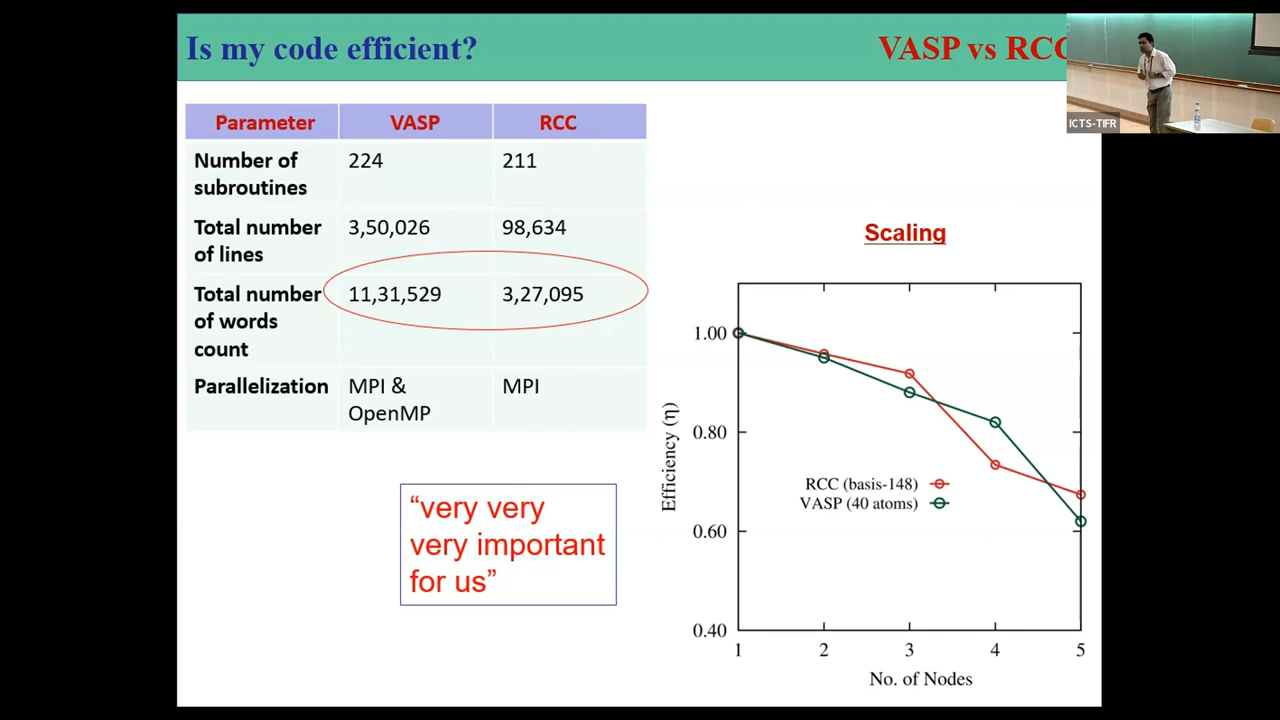 Is my code efficient?
VASP vs RCC
ICTS-TIFR
Parameter VASP RCC
Number of subroutines 224 211
Total number of lines 3,50,026 98,634
Total number of words count 11,31,529 3,27,095
Parallelization MPI & OpenMP MPI
"very very
very important
for us"
Scaling
1.00
0.80
0.60
0.40
Efficiency (η)
RCC (basis-148)
VASP (40 atoms)
1 2 3 4 5
No. of Nodes